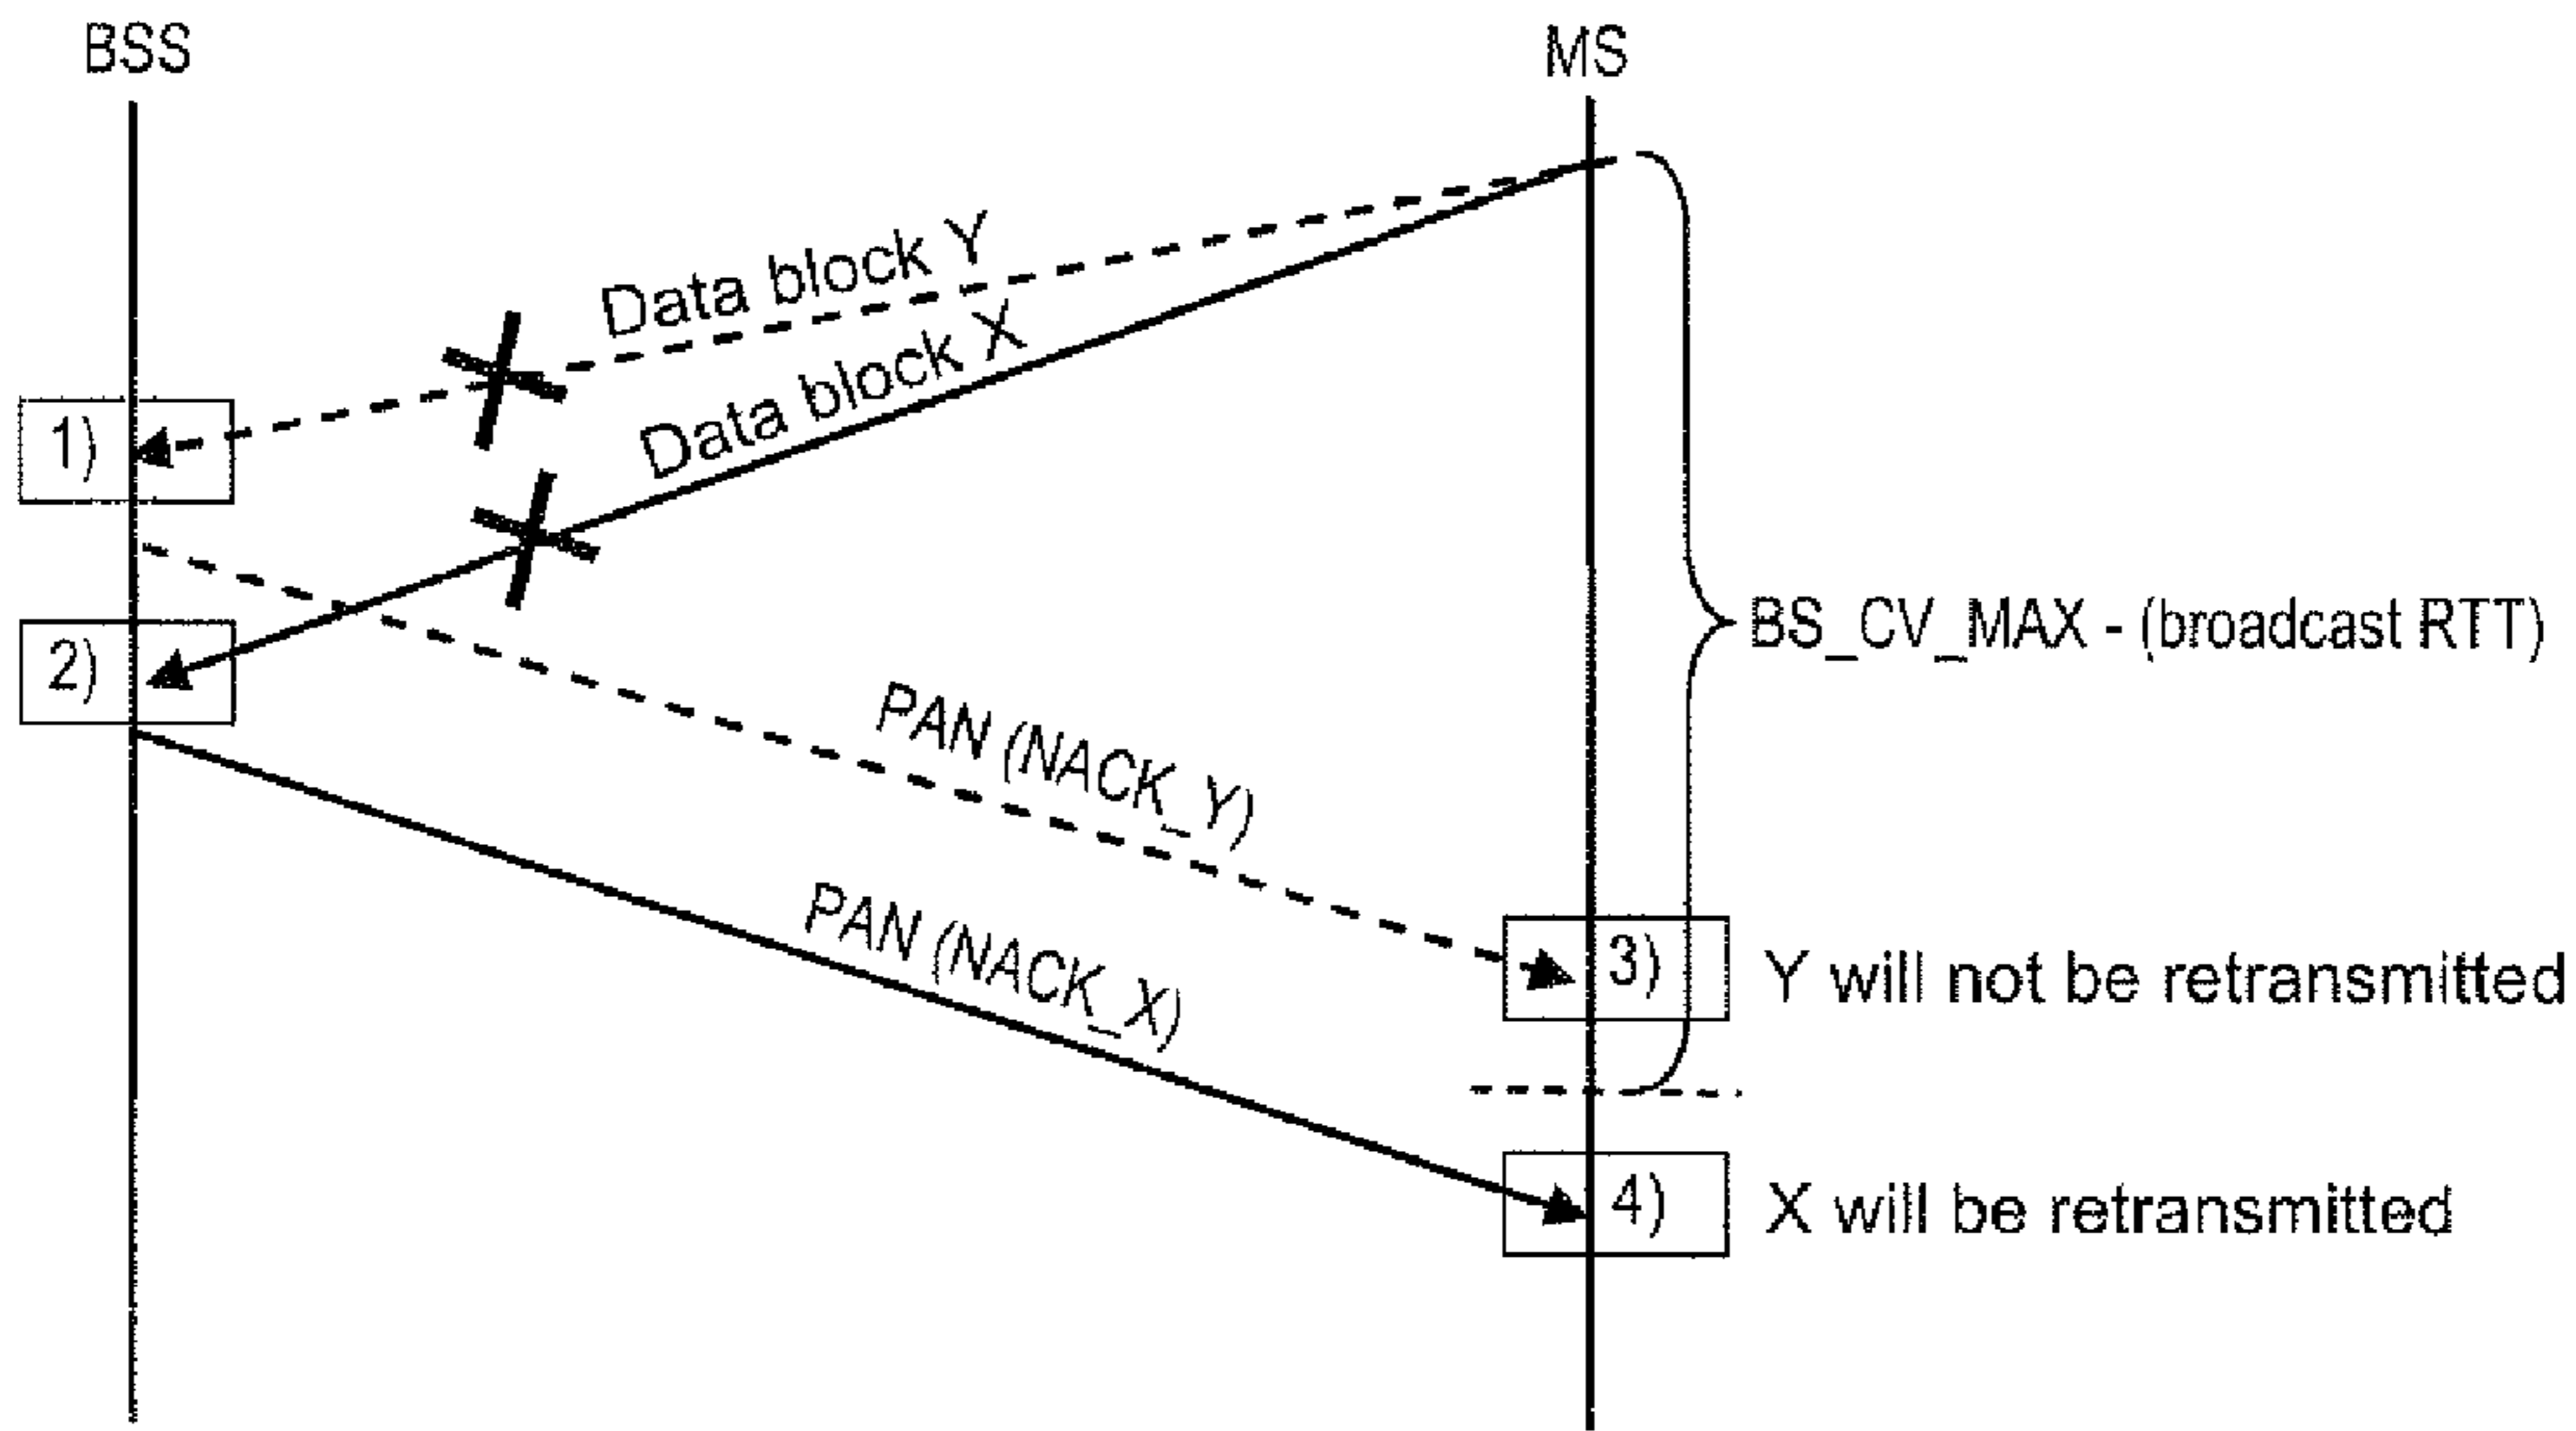 BSS
MS
Data block Y
Data block X
1)
2)
BS_CV_MAX - (broadcast RTT)
PAN (NACK_Y)
PAN (NACK_X)
3)
Y will not be retransmitted
4)
X will be retransmitted